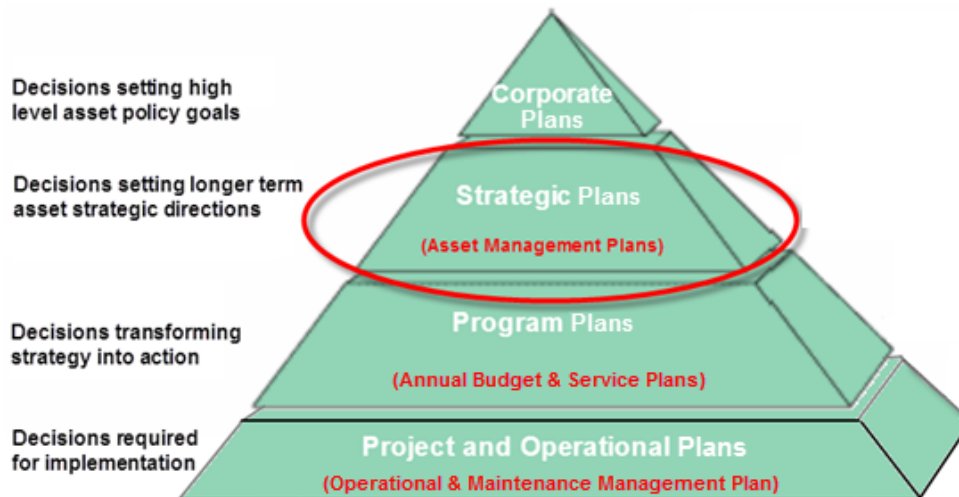 Decisions setting high
level asset policy goals
Corporate
Plans
Decisions setting longer term
asset strategic directions
Strategic Plans
(Asset Management Plans)
Decisions transforming
strategy into action
Program Plans
(Annual Budget & Service Plans)
Decisions required
for implementation
Project and Operational Plans
(Operational & Maintenance Management Plan)